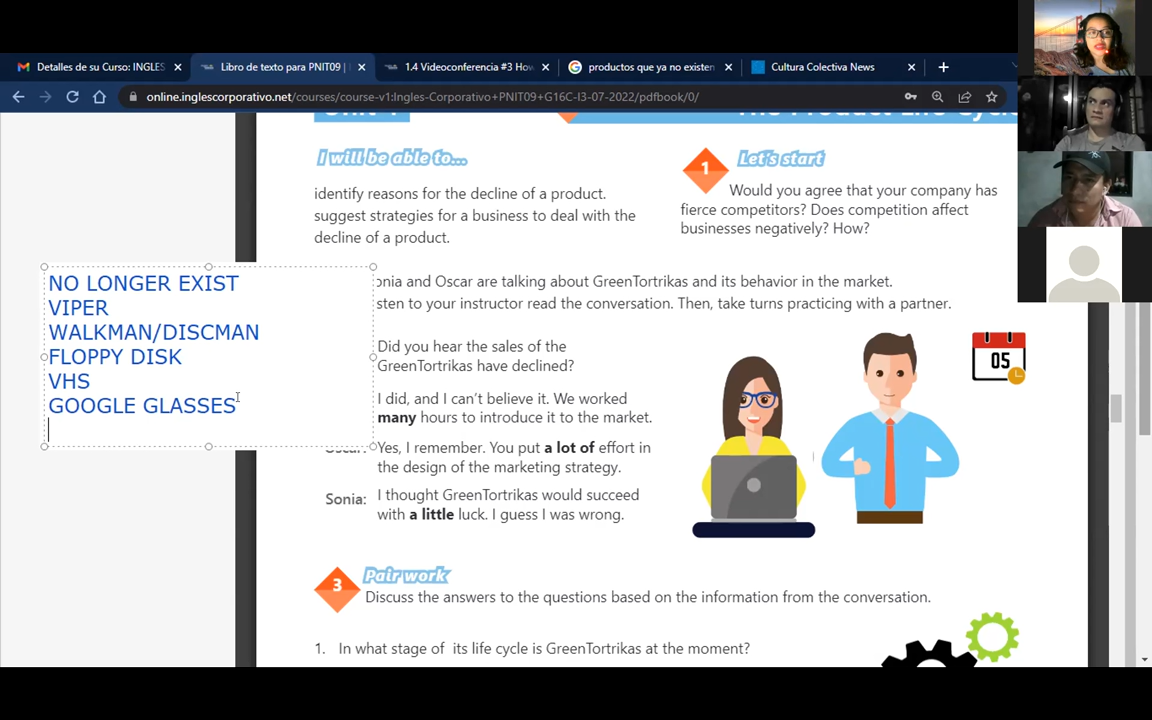 Detalles de su Curso: INGLES
Libro de texto para PNIT09 |
1.4 Videoconferencia #3 How
productos que ya no existen
Cultura Colectiva News
online.inglescorporativo.net/courses/course-v1:Ingles-Corporativo+PNIT09+G16C-I3-07-2022/pdfbook/0/
I will be able to...
identify reasons for the decline of a product.
suggest strategies for a business to deal with the
decline of a product.
1
Let's start
Would you agree that your company has
fierce competitors? Does competition affect
businesses negatively? How?
NO LONGER EXIST
VIPER
WALKMAN/DISCMAN
FLOPPY DISK
VHS
GOOGLE GLASSES
onia and Oscar are talking about GreenTortrikas and its behavior in the market.
sten to your instructor read the conversation. Then, take turns practicing with a partner.
Did you hear the sales of the
GreenTortrikas have declined?
I did, and I can't believe it. We worked
many hours to introduce it to the market.
Oscar: Yes, I remember. You put a lot of effort in
the design of the marketing strategy.
Sonia: I thought GreenTortrikas would succeed
with a little luck. I guess I was wrong.
05
3
Pair work
Discuss the answers to the questions based on the information from the conversation.
1. In what stage of its life cycle is GreenTortrikas at the moment?